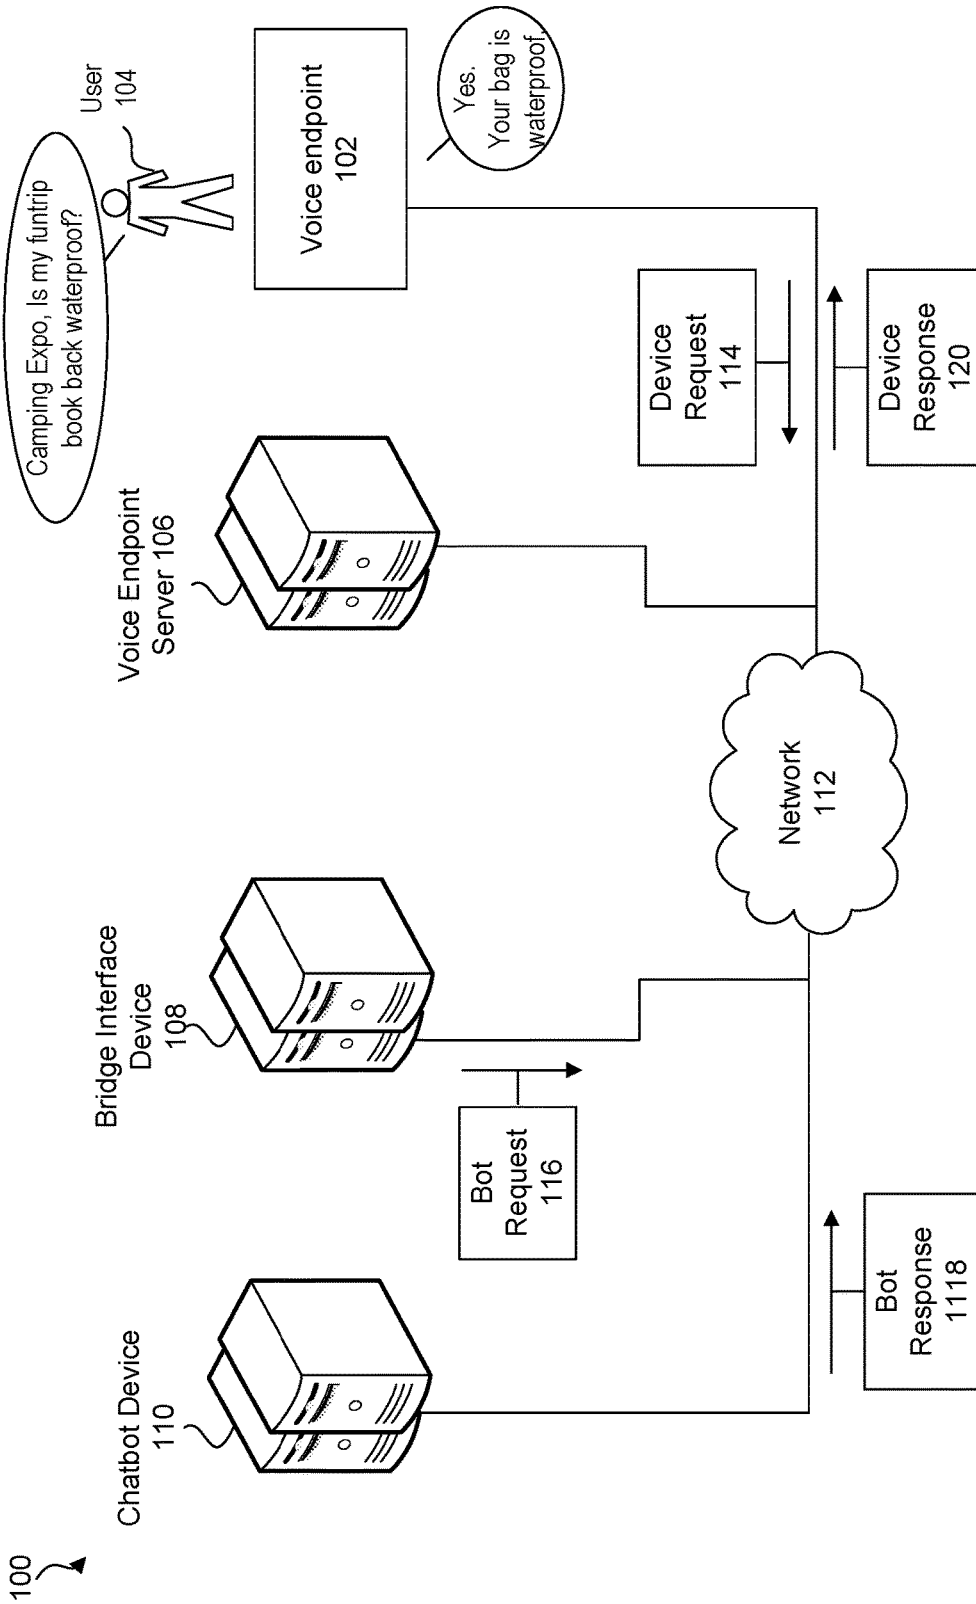 100
Chatbot Device
110
Bridge Interface
Device
108
Voice Endpoint
Server 106
Camping Expo, Is my funtrip
book back waterproof?
User
104
Voice endpoint
102
Yes.
Your bag is
waterproof.
Bot
Request
116
Device
Request
114
Network
112
Bot
Response
1118
Device
Response
120